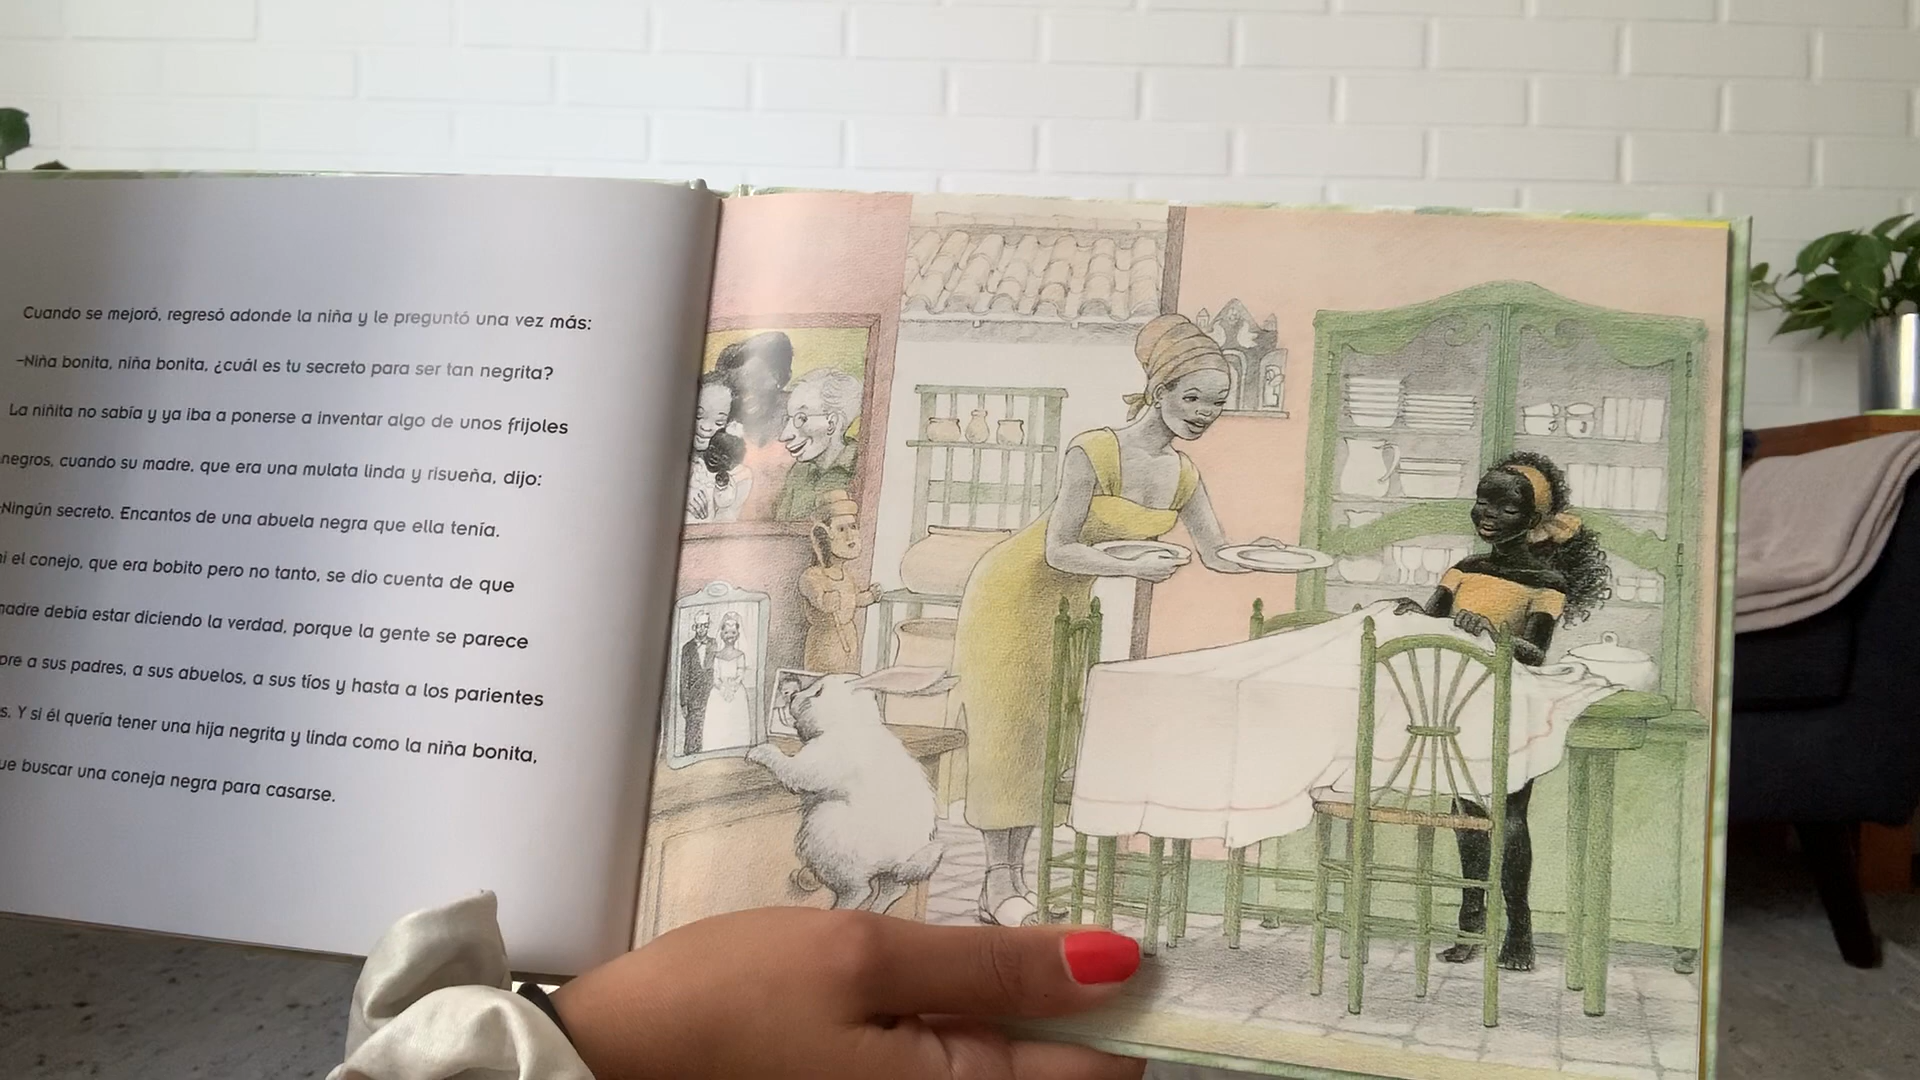 Cuando se mejoró, regresó adonde la niña y le preguntó una vez más:
–Niña bonita, niña bonita, ¿cuál es tu secreto para ser tan negrita?
La niñita no sabía y ya iba a ponerse a inventar algo de unos frijoles
negros, cuando su madre, que era una mulata linda y risueña, dijo:
–Ningún secreto. Encantos de una abuela negra que ella tenía.
el conejo, que era bobito pero no tanto, se dio cuenta de que
madre debía estar diciendo la verdad, porque la gente se parece
a sus padres, a sus abuelos, a sus tíos y hasta a los parientes
Y si él quería tener una hija negrita y linda como la niña bonita,
buscar una coneja negra para casarse.